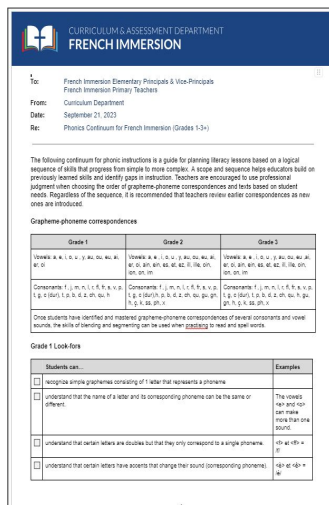 CURRICULUM & ASSESSMENT DEPARTMENT
FRENCH IMMERSION
To: French Immersion Elementary Principals & Vice-Principals
French Immersion Primary Teachers
From: Curriculum Department
Date: September 21, 2023
Re: Phonics Continuum for French Immersion (Grades 1-3+)
The following continuum for phonic instructions is a guide for planning literacy lessons based on a logical
sequence of skills that progress from simple to more complex. A scope and sequence helps educators build on
previously learned skills and identify gaps in instruction. Teachers are encouraged to use professional
judgment when choosing the order of grapheme-phoneme correspondences and texts based on student
needs. Regardless of the sequence, it is recommended that teachers review earlier correspondences as new
ones are introduced.
Grapheme-phoneme correspondences
Grade 1 Grade 2 Grade 3
Vowels: a, e, i, o, u , y, au, ou, eu, ai,
er, oi
Vowels: a, e , i, o, u , y, au, ou, eu, ai,
er, oi, ain, ein, es, et, ez, ill, ille, oin,
ion, on, im
Vowels: a, e , i, o, u , y, au, ou, eu ,ai,
er, oi, ain, ein, es, et, ez, ill, ille, oin,
ion, on, im
Consonants: f , j, m, n, l, r, fl, fr, s, v, p,
t, g, c (dur), t, p, b, d, z, ch, qu, h
Consonants: f , j, m, n, l, r, fl, fr, s, v, p,
t, g, c (dur), t, p, b, d, z, ch, qu, gu, gn,
h, ç, k, ss, ph, x
Consonants: f , j, m, n, l, r, fl, fr, s, v, p,
t, g, c (dur), t, p, b, d, z, ch, qu, h, gu,
gn, h, ç, k, ss, ph, x
Once students have identified and mastered grapheme-phoneme correspondences of several consonants and vowel
sounds, the skills of blending and segmenting can be used when practising to read and spell words.
Grade 1 Look-fors
Students can... Examples
recognize simple graphemes consisting of 1 letter that represents a phoneme
understand that the name of a letter and its corresponding phoneme can be the same or
different.
The vowels
<e> and <o>
can make
more than one
sound.
understand that certain letters are doubles but that they only correspond to a single phoneme.
<f> et <ff> =
/f/
understand that certain letters have accents that change their sound (corresponding phoneme).